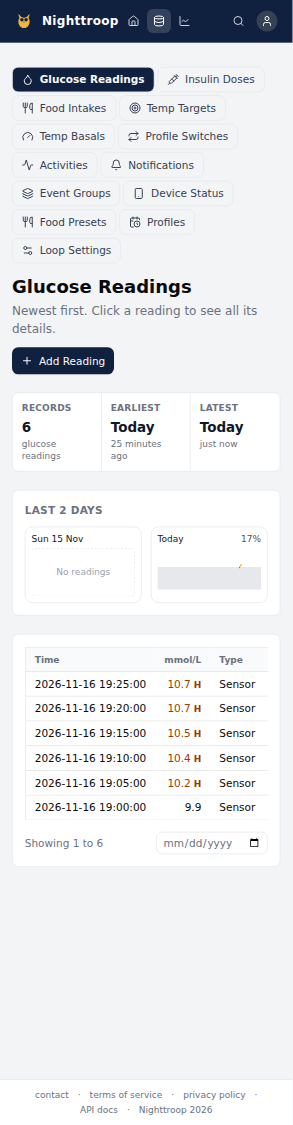 Nighttroop
Glucose Readings
Insulin Doses
Food Intakes
Temp Targets
Temp Basals
Profile Switches
Activities
Notifications
Event Groups
Device Status
Food Presets
Profiles
Loop Settings
Glucose Readings
Newest first. Click a reading to see all its
details.
Add Reading
RECORDS
6
glucose
readings
EARLIEST
Today
25 minutes
ago
LATEST
Today
just now
LAST 2 DAYS
Sun 15 Nov
No readings
Today 17%
Time mmol/L Type
2026-11-16 19:25:00 10.7 H Sensor
2026-11-16 19:20:00 10.6 H Sensor
2026-11-16 19:15:00 10.5 H Sensor
2026-11-16 19:10:00 10.4 H Sensor
2026-11-16 19:05:00 10.2 H Sensor
2026-11-16 19:00:00 9.9 Sensor
Showing 1 to 6 mm/dd/yyyy
contact · terms of service · privacy policy ·
API docs · Nighttroop 2026